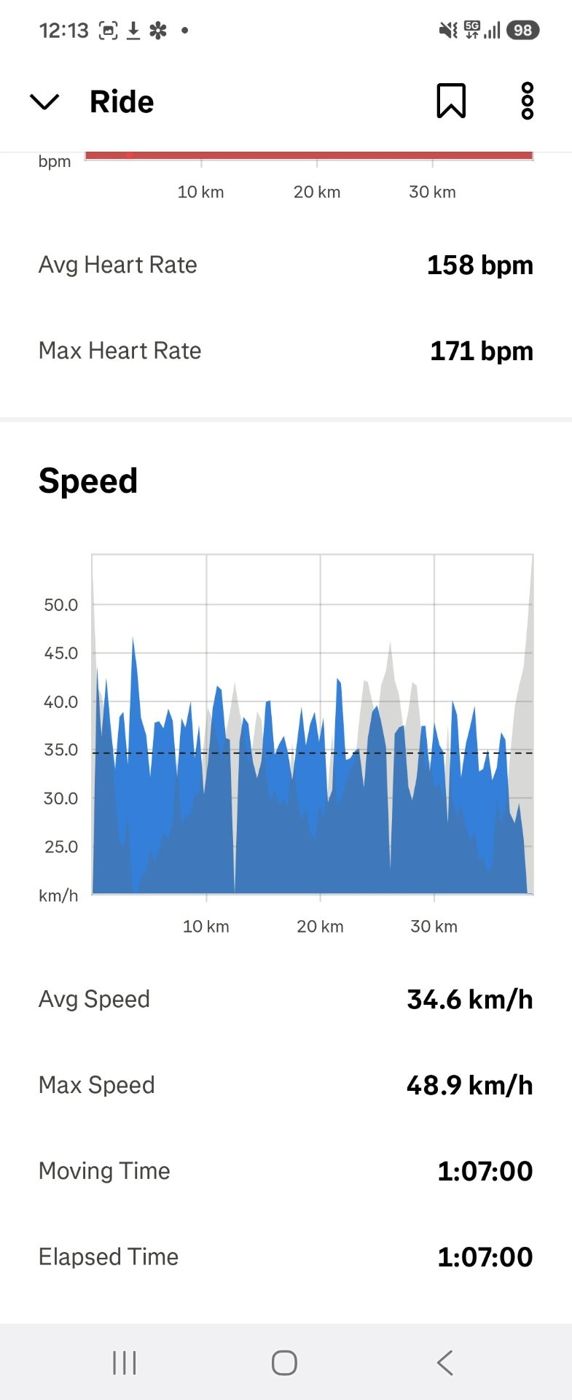 12:13
5G
98
Ride
bpm
10 km 20 km 30 km
Avg Heart Rate 158 bpm
Max Heart Rate 171 bpm
Speed
50.0
45.0
40.0
35.0
30.0
25.0
km/h
10 km 20 km 30 km
Avg Speed 34.6 km/h
Max Speed 48.9 km/h
Moving Time 1:07:00
Elapsed Time 1:07:00